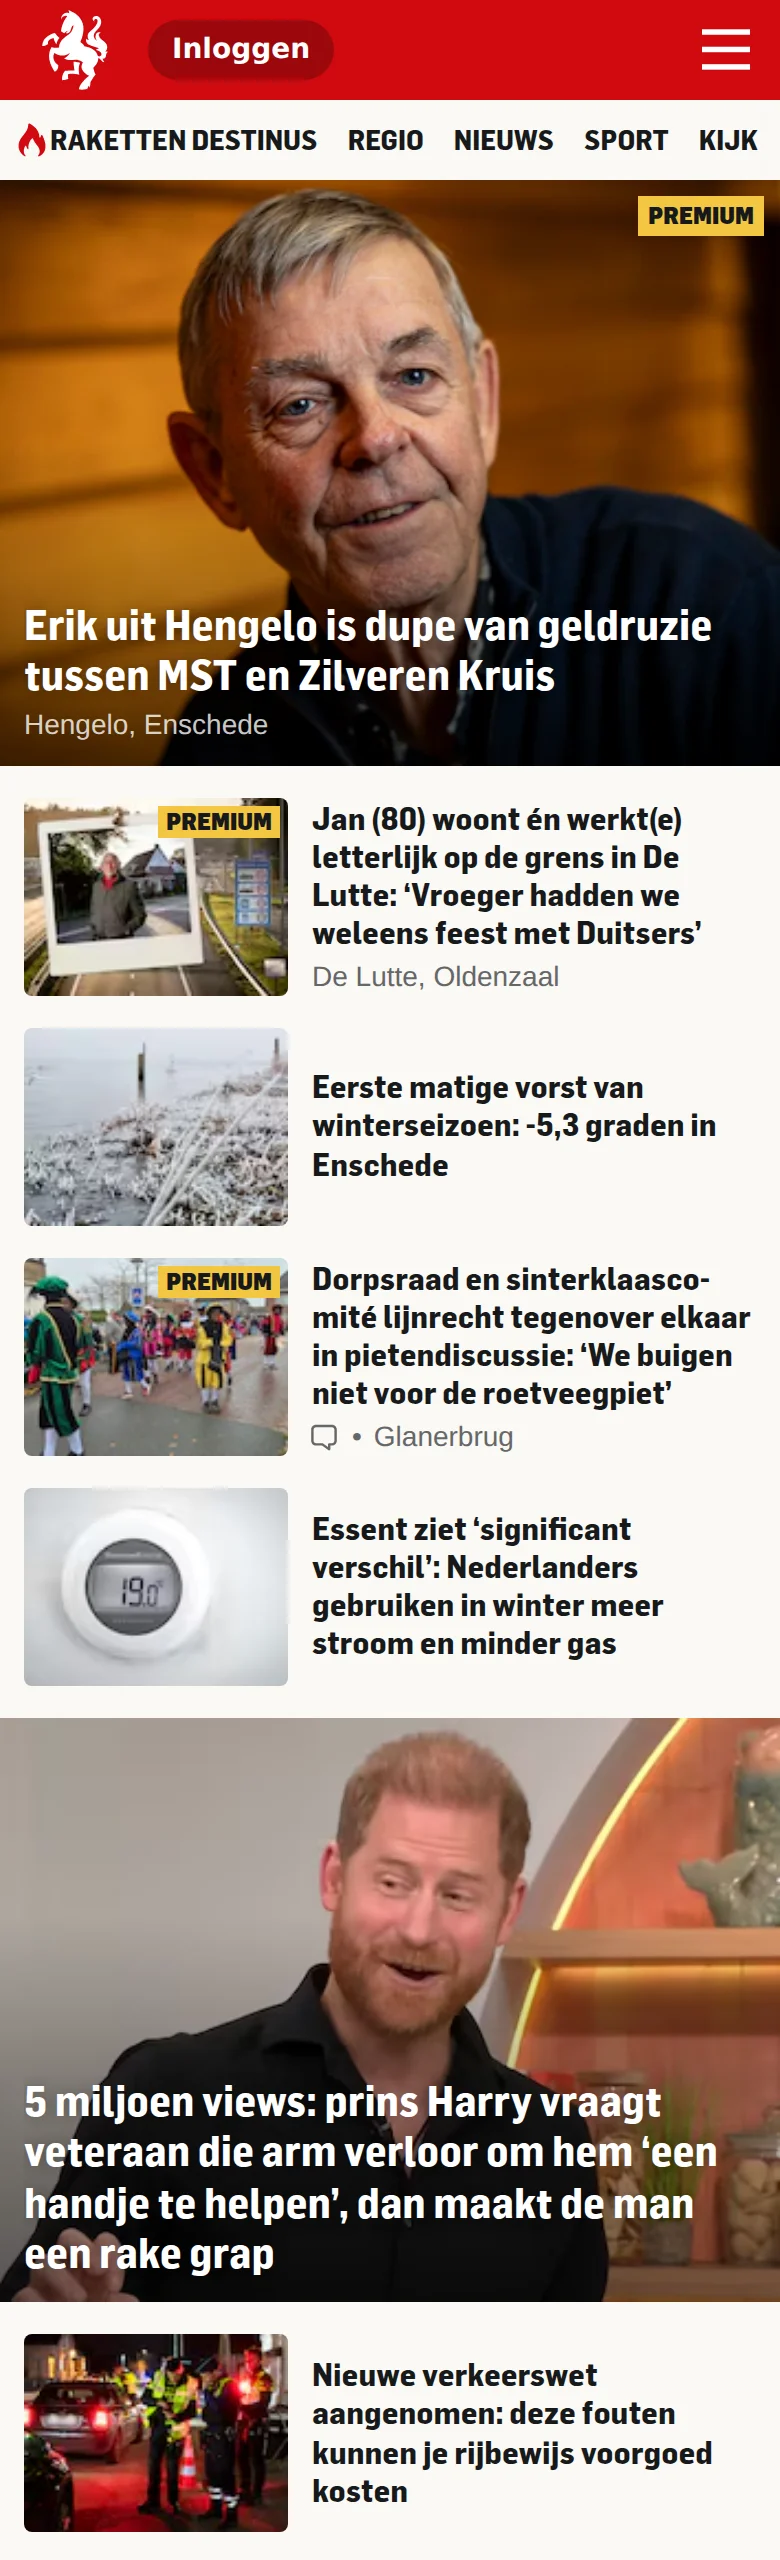 Inloggen
RAKETTEN DESTINUS REGIO NIEUWS SPORT KIJK
PREMIUM
Erik uit Hengelo is dupe van geldruzie
tussen MST en Zilveren Kruis
Hengelo, Enschede
PREMIUM
Jan (80) woont én werkt(e)
letterlijk op de grens in De
Lutte: ‘Vroeger hadden we
weleens feest met Duitsers’
De Lutte, Oldenzaal
Eerste matige vorst van
winterseizoen: -5,3 graden in
Enschede
PREMIUM
Dorpsraad en sinterklaasco-
mité lijnrecht tegenover elkaar
in pietendiscussie: ‘We buigen
niet voor de roetveegpiet’
• Glanerbrug
19.0
Essent ziet ‘significant
verschil’: Nederlanders
gebruiken in winter meer
stroom en minder gas
5 miljoen views: prins Harry vraagt
veteraan die arm verloor om hem ‘een
handje te helpen’, dan maakt de man
een rake grap
Nieuwe verkeerswet
aangenomen: deze fouten
kunnen je rijbewijs voorgoed
kosten